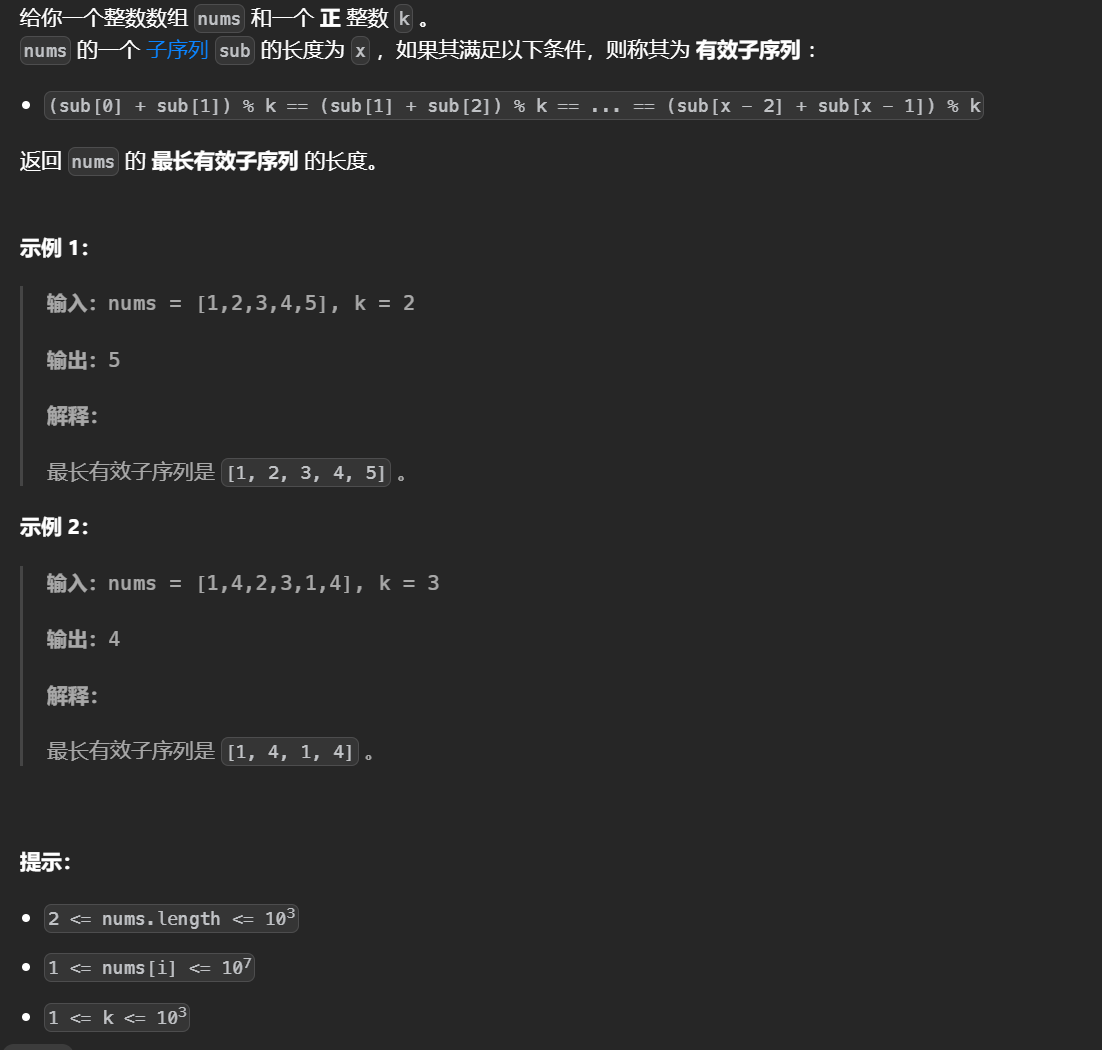 给你一个整数数组 nums 和一个 正 整数 k 。
nums 的一个 子序列 sub 的长度为 x ，如果其满足以下条件，则称其为 有效子序列 ：
(sub[0] + sub[1]) % k == (sub[1] + sub[2]) % k == ... == (sub[x - 2] + sub[x - 1]) % k
返回 nums 的 最长有效子序列 的长度。
示例 1：
输入：nums = [1,2,3,4,5], k = 2
输出：5
解释：
最长有效子序列是 [1, 2, 3, 4, 5] 。
示例 2：
输入：nums = [1,4,2,3,1,4], k = 3
输出：4
解释：
最长有效子序列是 [1, 4, 1, 4] 。
提示：
2 <= nums.length <= 10³
1 <= nums[i] <= 10⁷
1 <= k <= 10³